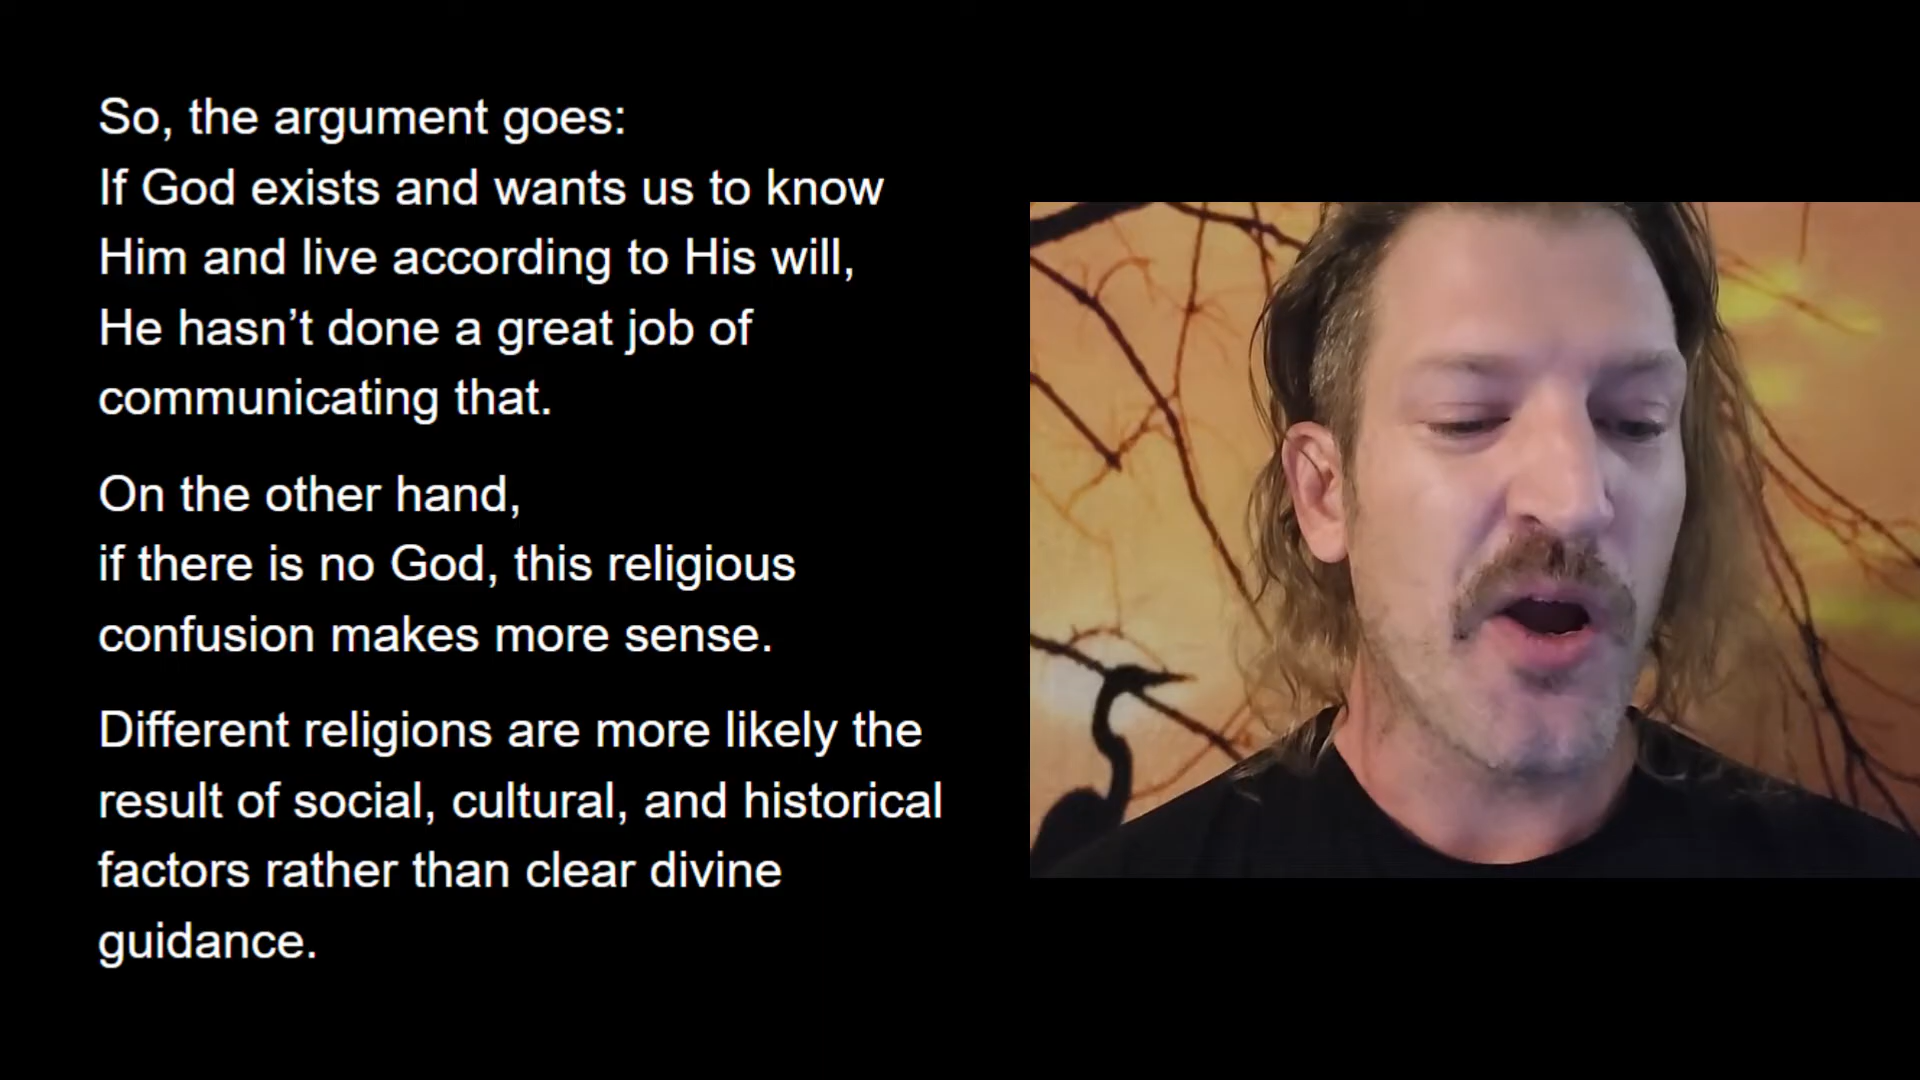 So, the argument goes:
If God exists and wants us to know
Him and live according to His will,
He hasn’t done a great job of
communicating that.
On the other hand,
if there is no God, this religious
confusion makes more sense.
Different religions are more likely the
result of social, cultural, and historical
factors rather than clear divine
guidance.